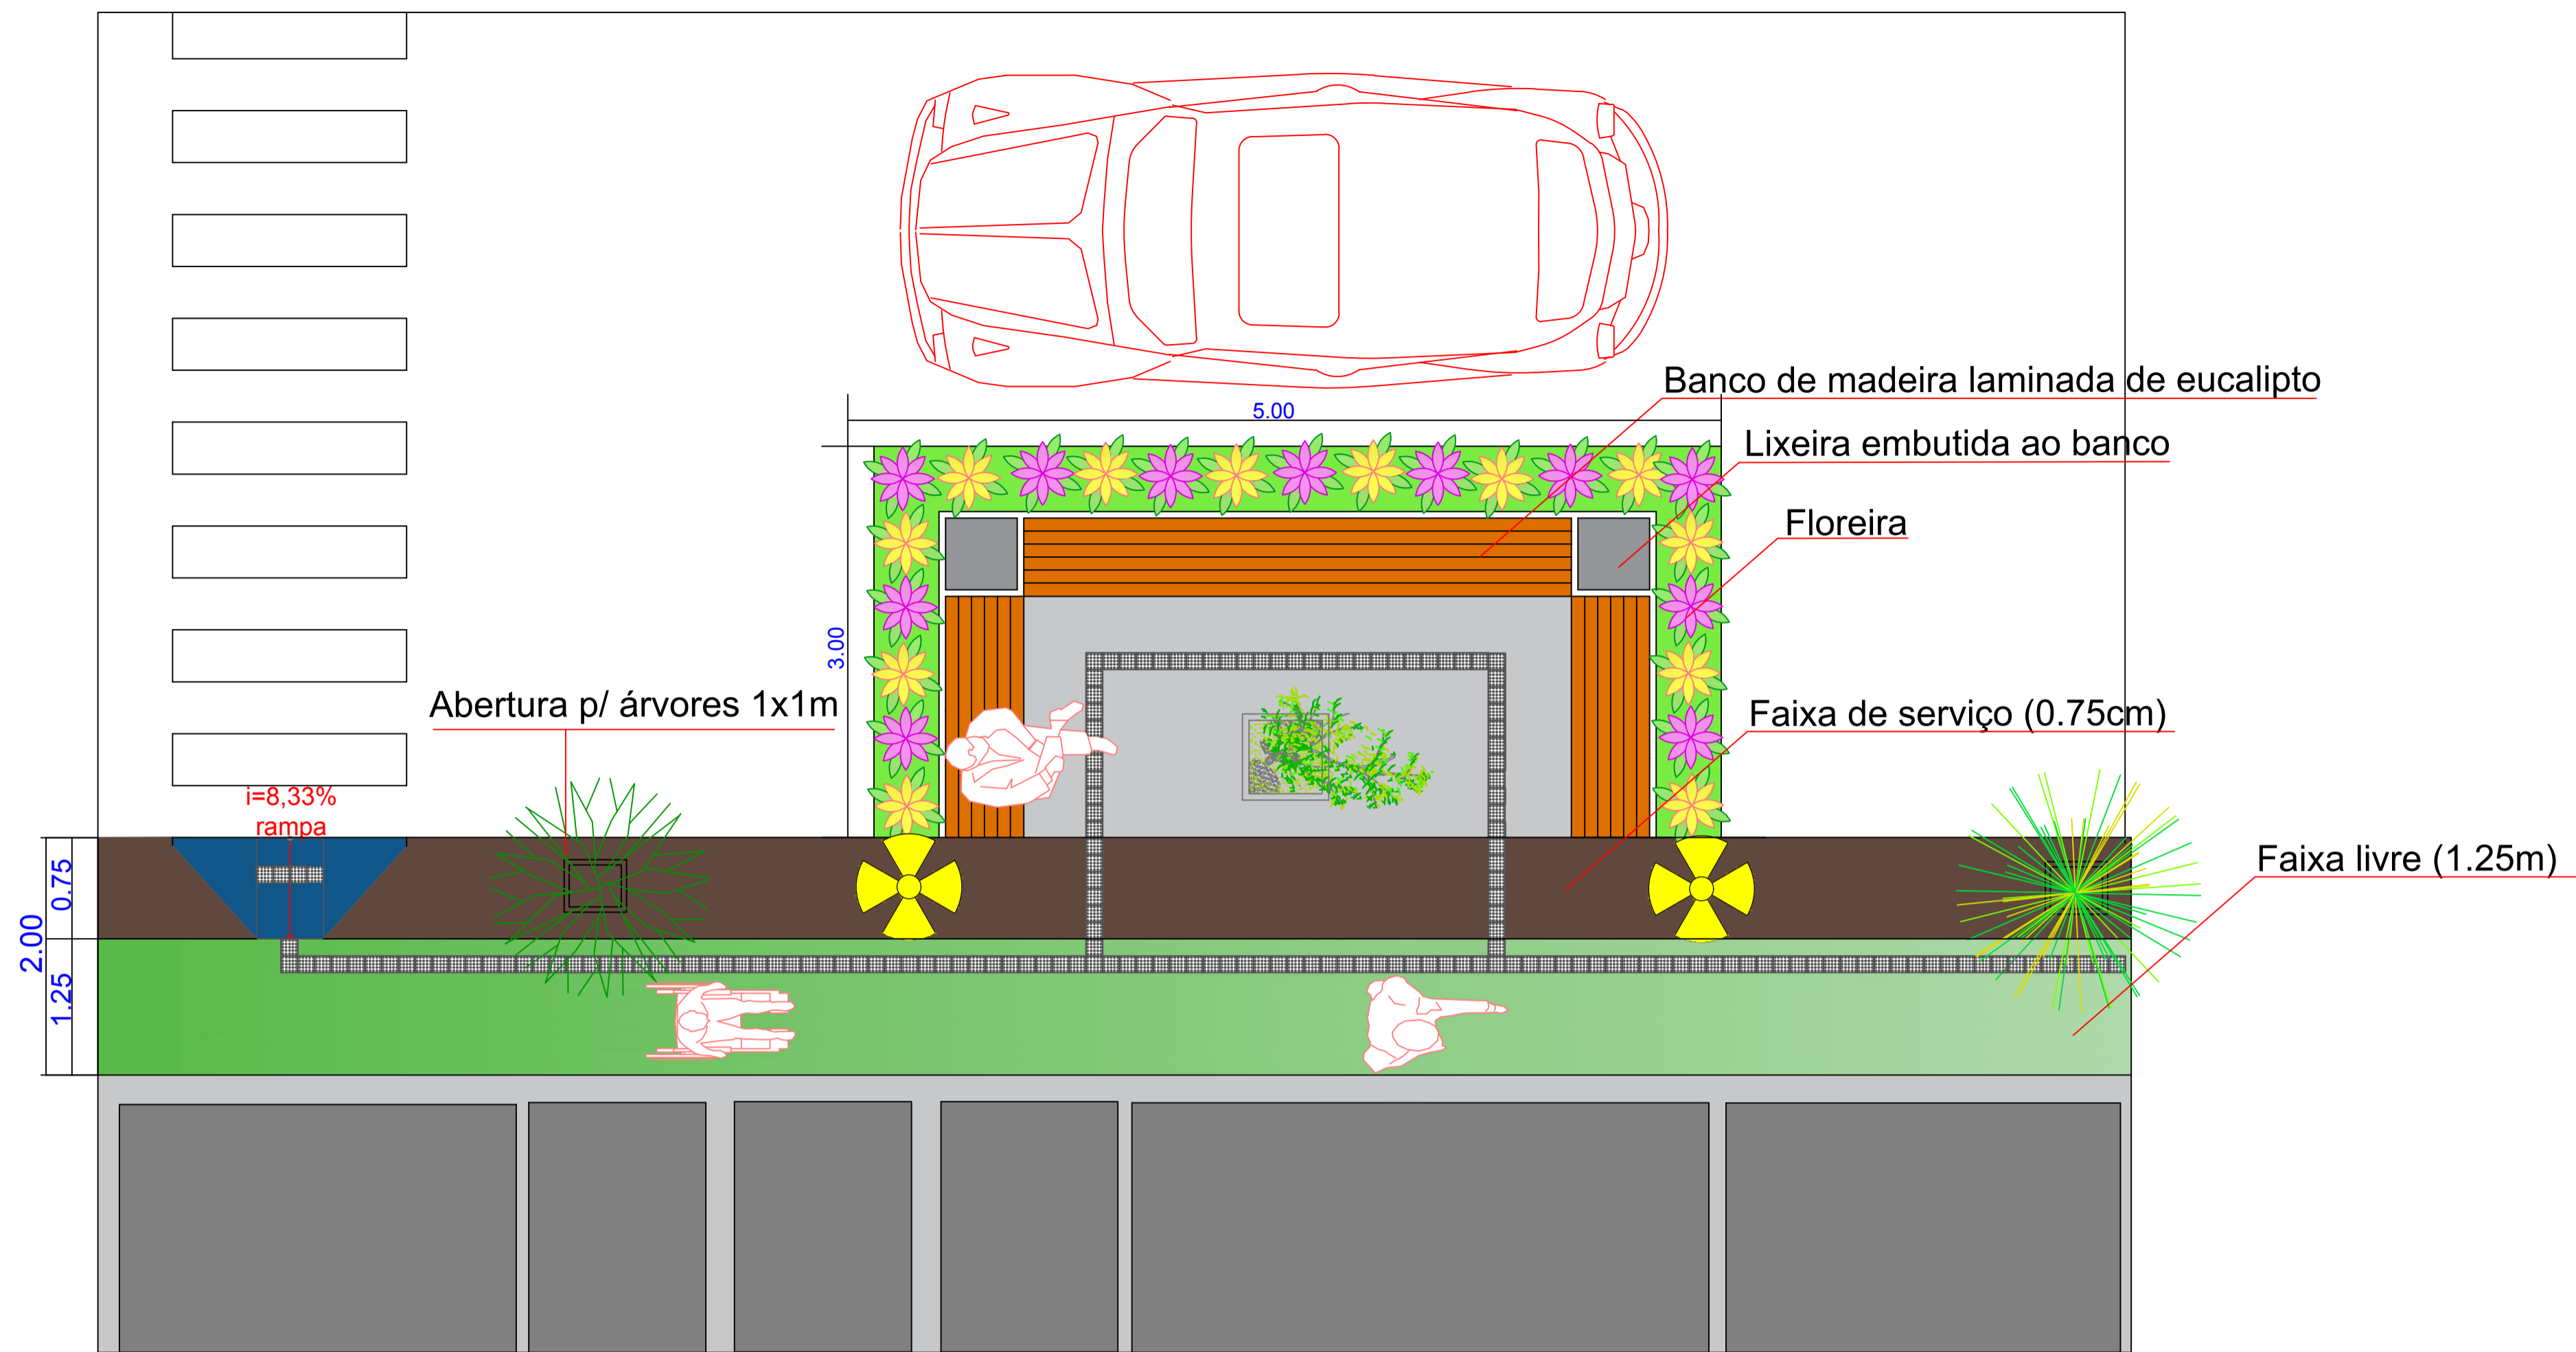 Banco de madeira laminada de eucalipto
5.00
Lixeira embutida ao banco
Floreira
3.00
Abertura p/ árvores 1x1m
Faixa de serviço (0.75cm)
i=8,33%
rampa
Faixa livre (1.25m)
0.75
2.00
1.25